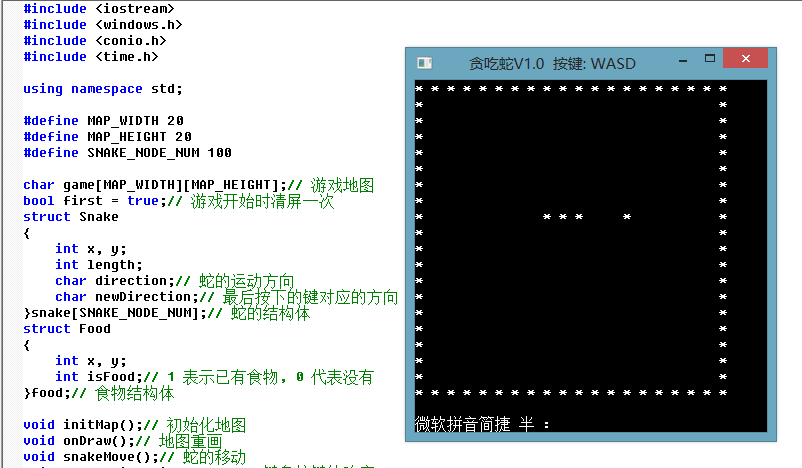 #include <iostream>
#include <windows.h>
#include <conio.h>
#include <time.h>
using namespace std;
#define MAP_WIDTH 20
#define MAP_HEIGHT 20
#define SNAKE_NODE_NUM 100
char game[MAP_WIDTH][MAP_HEIGHT];// 游戏地图
bool first = true;// 游戏开始时清屏一次
struct Snake
{
int x, y;
int length;
char direction;// 蛇的运动方向
char newDirection;// 最后按下的键对应的方向
}snake[SNAKE_NODE_NUM];// 蛇的结构体
struct Food
{
int x, y;
int isFood;// 1 表示已有食物，0 代表没有
}food;// 食物结构体
void initMap();// 初始化地图
void onDraw();// 地图重画
void snakeMove();// 蛇的移动
贪吃蛇V1.0 按键: WASD
微软拼音简捷 半 :